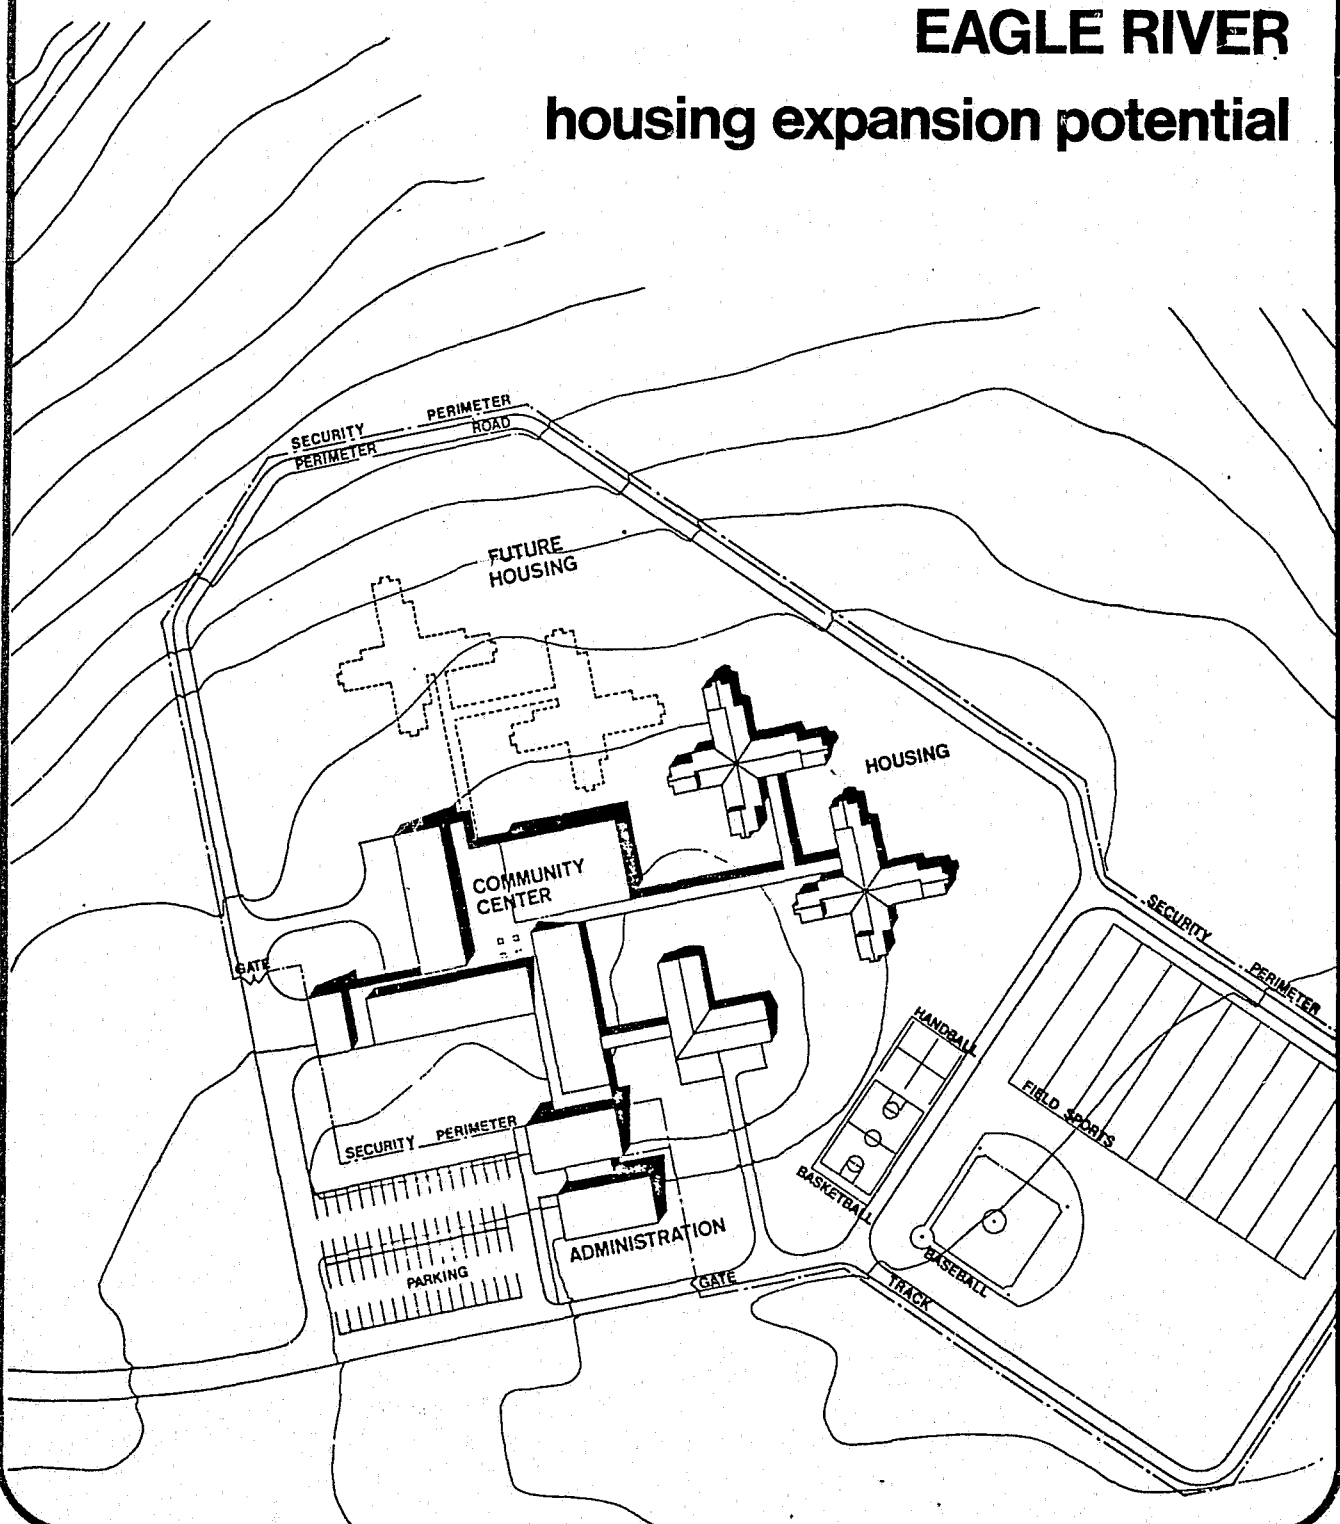 EAGLE RIVER
housing expansion potential
SECURITY PERIMETER
PERIMETER ROAD
FUTURE
HOUSING
HOUSING
COMMUNITY
CENTER
SECURITY PERIMETER
GATE
HANDBALL
FIELD SPORTS
SECURITY PERIMETER
BASKETBALL
ADMINISTRATION
BASEBALL
PARKING
GATE
TRACK